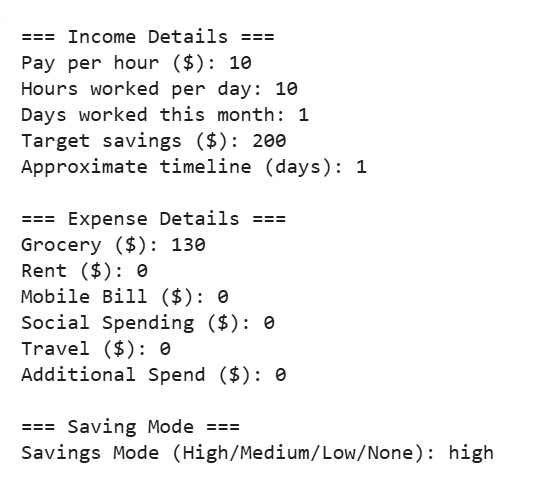 === Income Details ===
Pay per hour ($): 10
Hours worked per day: 10
Days worked this month: 1
Target savings ($): 200
Approximate timeline (days): 1
=== Expense Details ===
Grocery ($): 130
Rent ($): 0
Mobile Bill ($): 0
Social Spending ($): 0
Travel ($): 0
Additional Spend ($): 0
=== Saving Mode ===
Savings Mode (High/Medium/Low/None): high